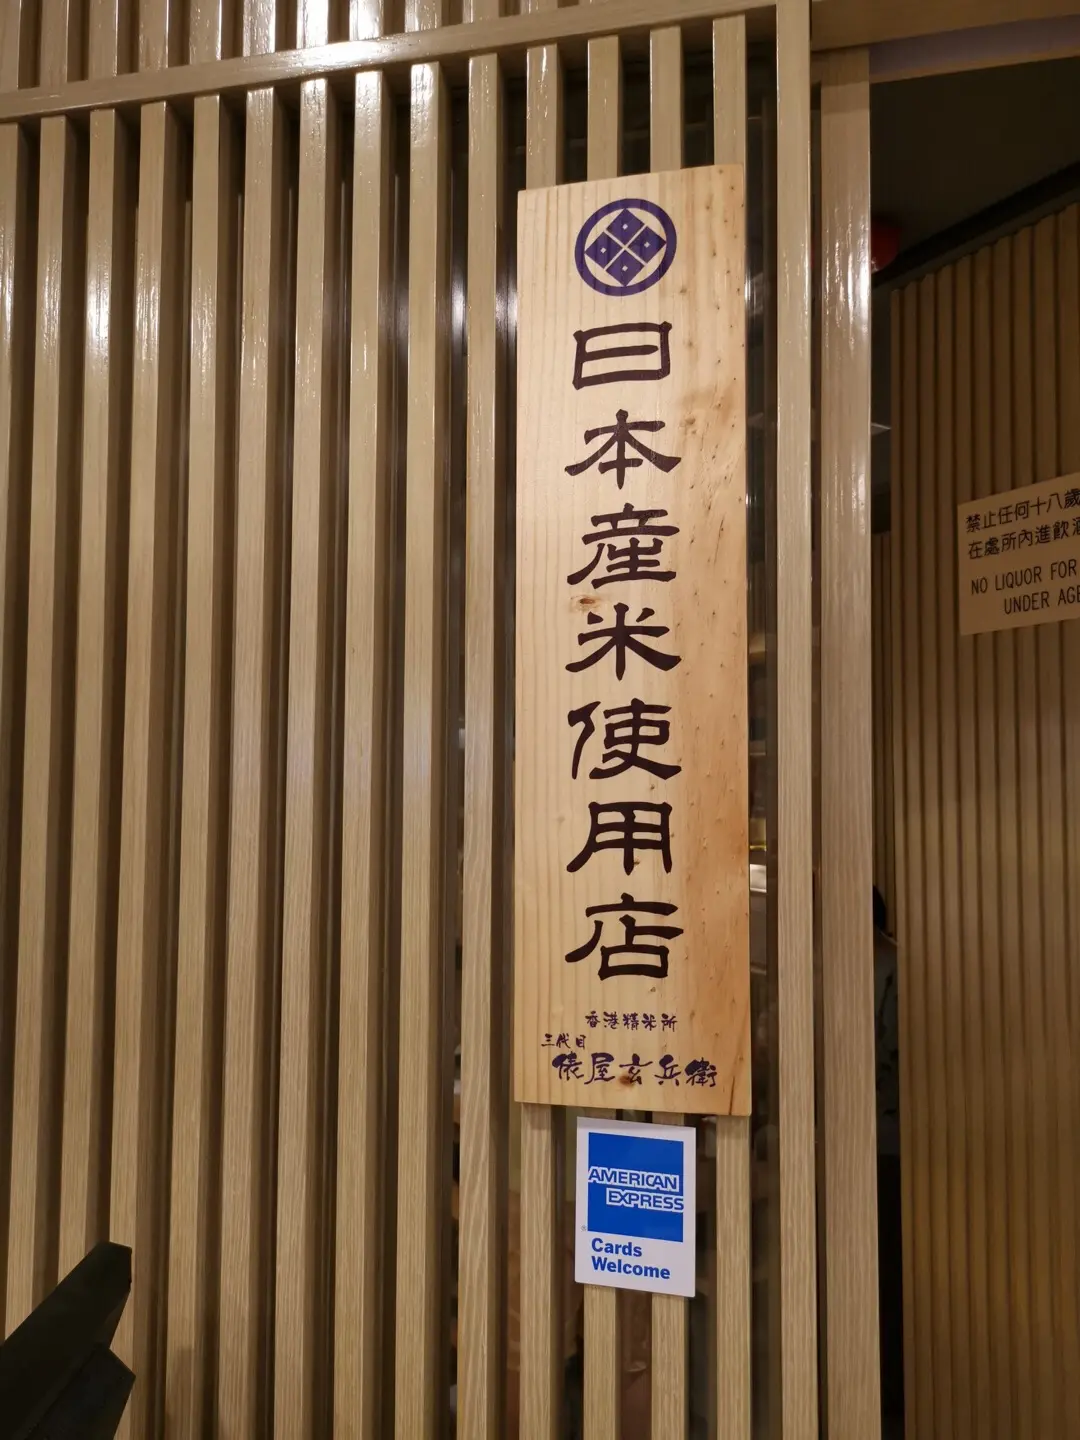 日本産米使用店
香港精米所
三代目
俵屋玄兵衛
AMERICAN
EXPRESS
®
Cards
Welcome
禁止任何十八歲
在處所內進飲酒
NO LIQUOR FOR
UNDER AGE